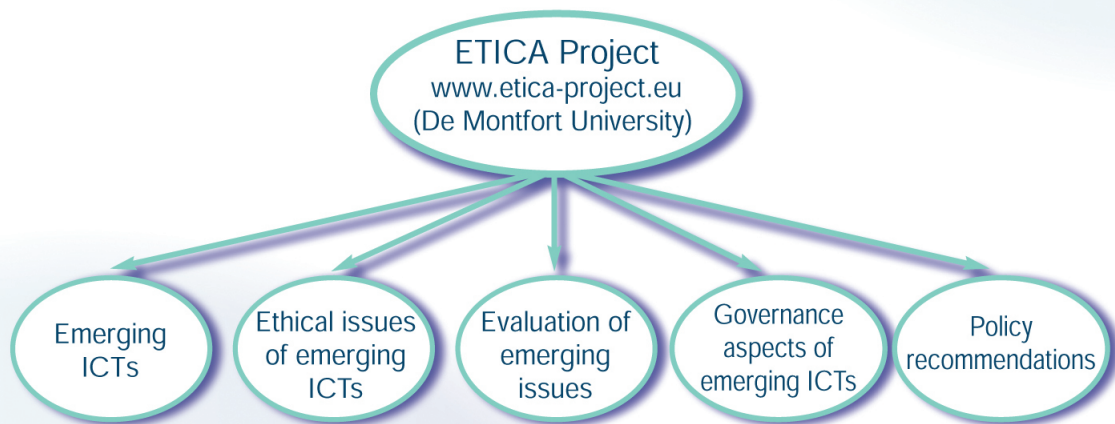 ETICA Project
www.etica-project.eu
(De Montfort University)
Emerging
ICTs
Ethical issues
of emerging
ICTs
Evaluation of
emerging
issues
Governance
aspects of
emerging ICTs
Policy
recommendations